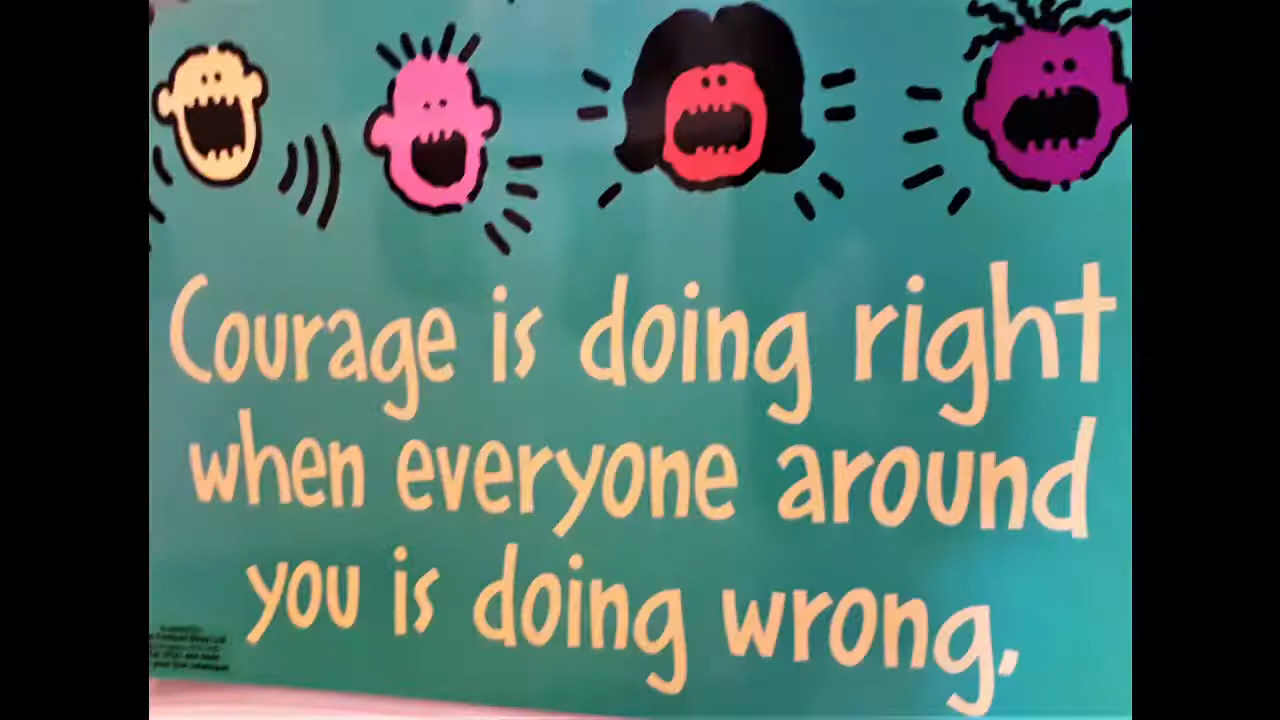 Courage is doing right
when everyone around
you is doing wrong.